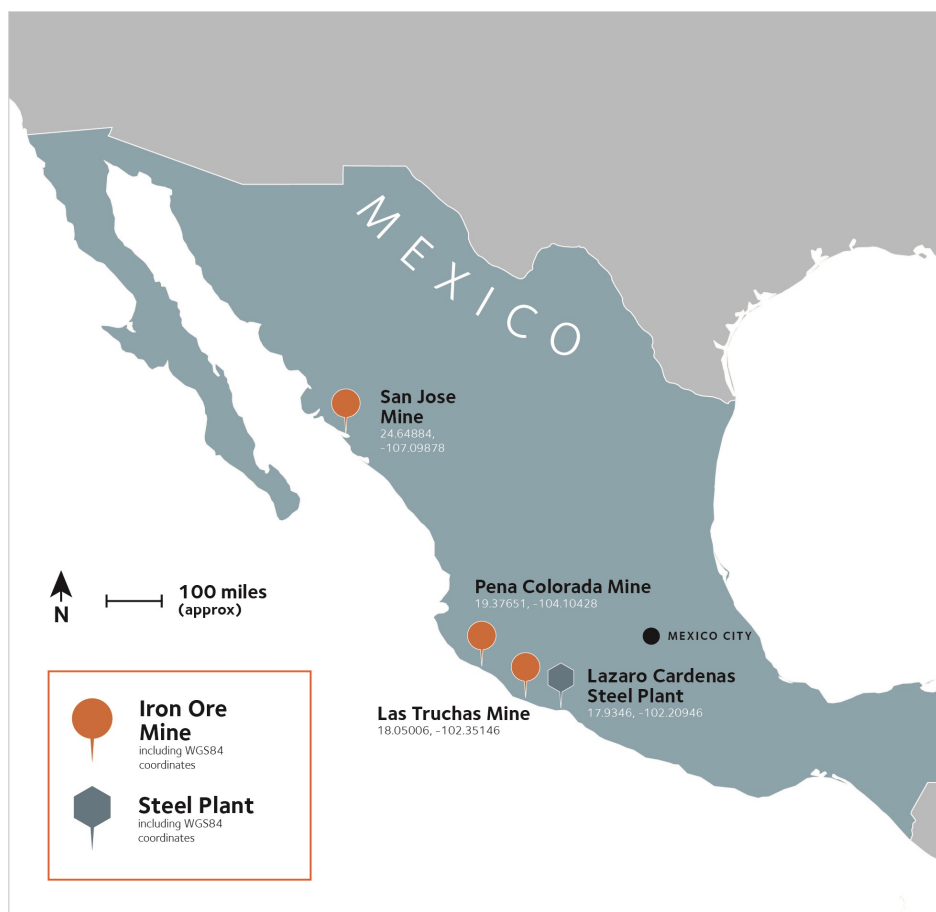 MEXICO
San Jose
Mine
24.64884,
-107.09878
N
100 miles
(approx)
Pena Colorada Mine
19.37651, -104.10428
MEXICO CITY
Lazaro Cardenas
Steel Plant
17.9346, -102.20946
Las Truchas Mine
18.05006, -102.35146
Iron Ore
Mine
including WGS84
coordinates
Steel Plant
including WGS84
coordinates